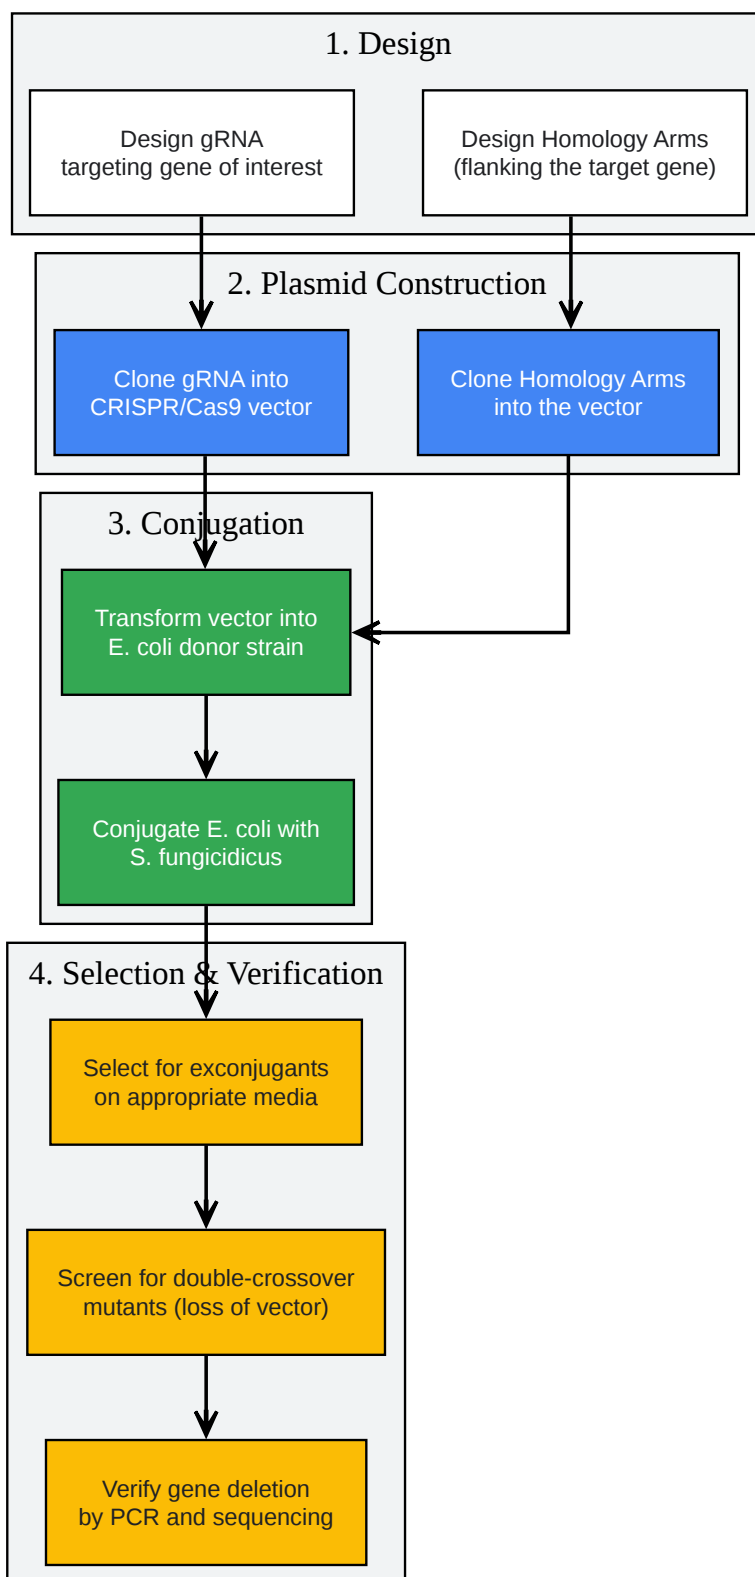 1. Design
Design gRNA
targeting gene of interest
Design Homology Arms
(flanking the target gene)
2. Plasmid Construction
Clone gRNA into
CRISPR/Cas9 vector
Clone Homology Arms
into the vector
3. Conjugation
Transform vector into
E. coli donor strain
Conjugate E. coli with
S. fungicidicus
4. Selection & Verification
Select for exconjugants
on appropriate media
Screen for double-crossover
mutants (loss of vector)
Verify gene deletion
by PCR and sequencing